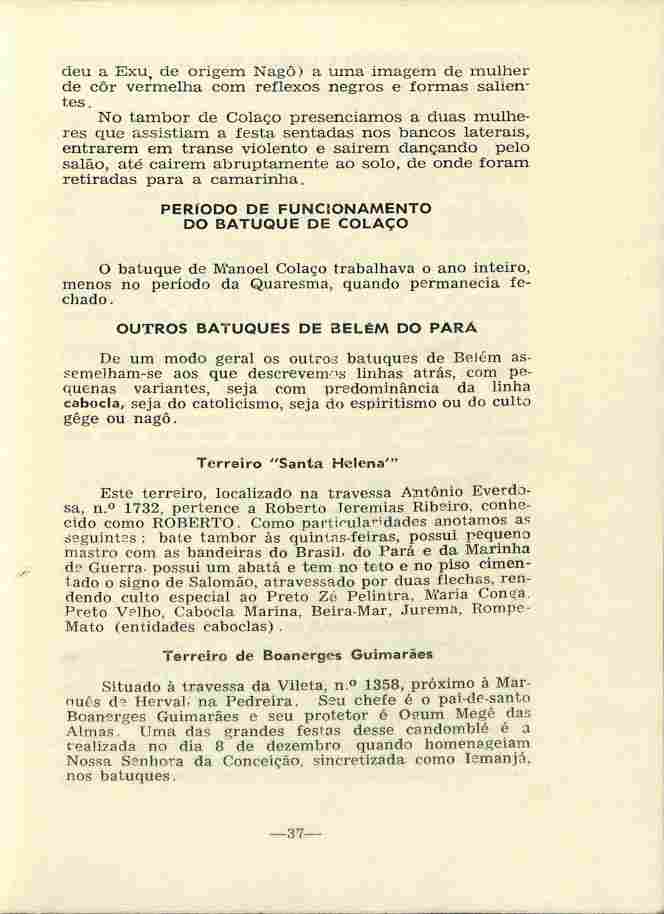 deu a Exu, de origem Nagô) a uma imagem de mulher
de côr vermelha com reflexos negros e formas salien-
tes.
No tambor de Colaço presenciamos a duas mulhe-
res que assistiam a festa sentadas nos bancos laterais,
entrarem em transe violento e sairem dançando pelo
salão, até cairem abruptamente ao solo, de onde foram
retiradas para a camarinha.
PERÍODO DE FUNCIONAMENTO
DO BATUQUE DE COLAÇO
O batuque de Manoel Colaço trabalhava o ano inteiro,
menos no período da Quaresma, quando permanecia fe-
chado.
OUTROS BATUQUES DE BELÉM DO PARÁ
De um modo geral os outros batuques de Belém as-
semelham-se aos que descrevemos linhas atrás, com pe-
quenas variantes, seja com predominância da linha
cabocla, seja do catolicismo, seja do espiritismo ou do culto
gêge ou nagô.
Terreiro "Santa Helena'"
Este terreiro, localizado na travessa Antônio Everdo-
sa, n.º 1732, pertence a Roberto Jeremias Ribeiro, conhe-
cido como ROBERTO. Como particularidades anotamos as
seguintes: bate tambor às quintas-feiras, possui pequeno
mastro com as bandeiras do Brasil, do Pará e da Marinha
de Guerra, possui um abatá e tem no teto e no piso cimen-
tado o signo de Salomão, atravessado por duas flechas, ren-
dendo culto especial ao Preto Zé Pelintra, Maria Conga,
Preto Velho, Cabocla Marina, Beira-Mar, Jurema, Rompe-
Mato (entidades caboclas).
Terreiro de Boanerges Guimarães
Situado à travessa da Vileta, n.º 1358, próximo à Mar-
quês de Herval, na Pedreira. Seu chefe é o pai-de-santo
Boanerges Guimarães e seu protetor é Ogum Megê das
Almas. Uma das grandes festas desse candomblé é a
realizada no dia 8 de dezembro quando homenageiam
Nossa Senhora da Conceição, sincretizada como Iemanjá,
nos batuques.
—37—